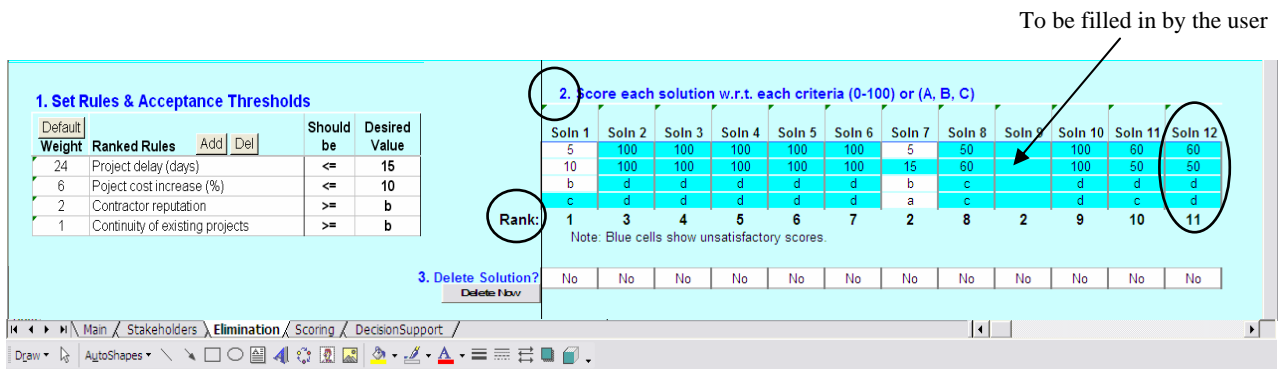 To be filled in by the user
1. Set Rules & Acceptance Thresholds
Default
Weight Ranked Rules Add Del Should be Desired Value
24 Project delay (days) <= 15
6 Poject cost increase (%) <= 10
2 Contractor reputation >= b
1 Continuity of existing projects >= b
2. Score each solution w.r.t. each criteria (0-100) or (A, B, C)
Soln 1 Soln 2 Soln 3 Soln 4 Soln 5 Soln 6 Soln 7 Soln 8 Soln 9 Soln 10 Soln 11 Soln 12
5 100 100 100 100 100 5 50 100 60 60
10 100 100 100 100 100 15 60 100 50 50
b d d d d d b c d d d
c d d d d d a c d c d
Rank: 1 3 4 5 6 7 2 8 2 9 10 11
Note: Blue cells show unsatisfactory scores.
3. Delete Solution? No No No No No No No No No No No No
Delete Now
Main Stakeholders Elimination Scoring DecisionSupport
Draw AutoShapes